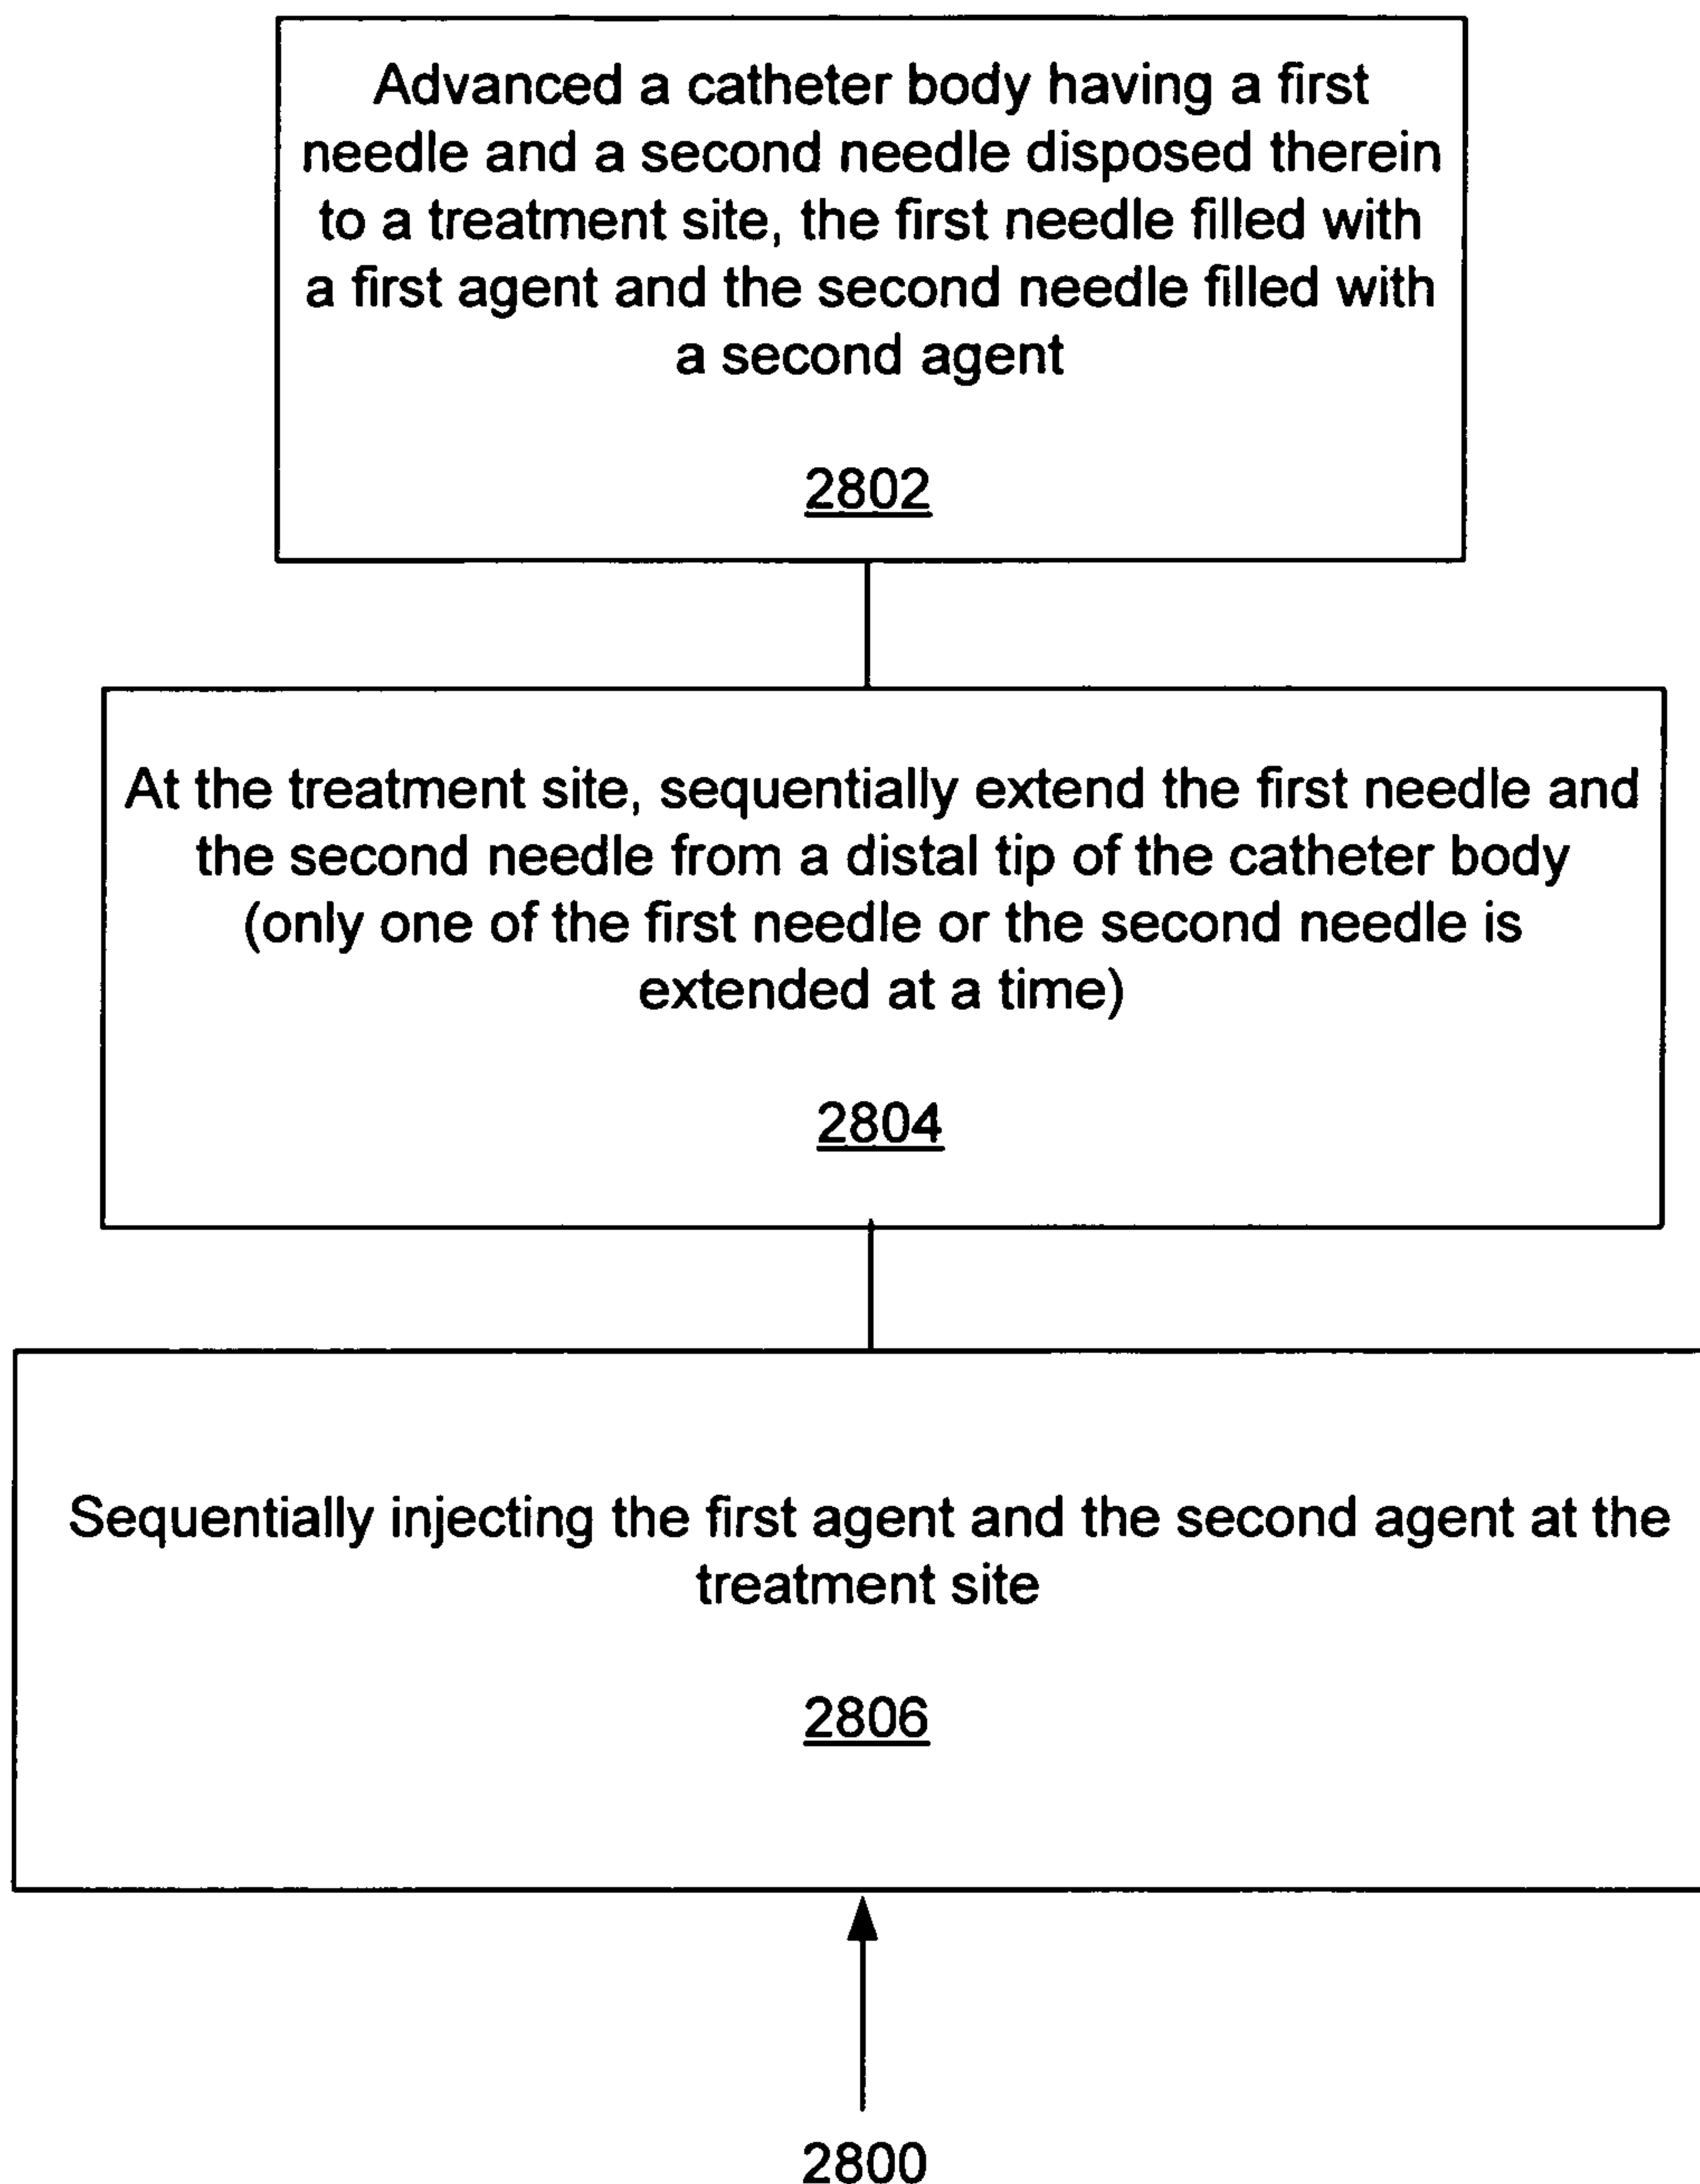 Advanced a catheter body having a first
needle and a second needle disposed therein
to a treatment site, the first needle filled with
a first agent and the second needle filled with
a second agent
2802
At the treatment site, sequentially extend the first needle and
the second needle from a distal tip of the catheter body
(only one of the first needle or the second needle is
extended at a time)
2804
Sequentially injecting the first agent and the second agent at the
treatment site
2806
2800